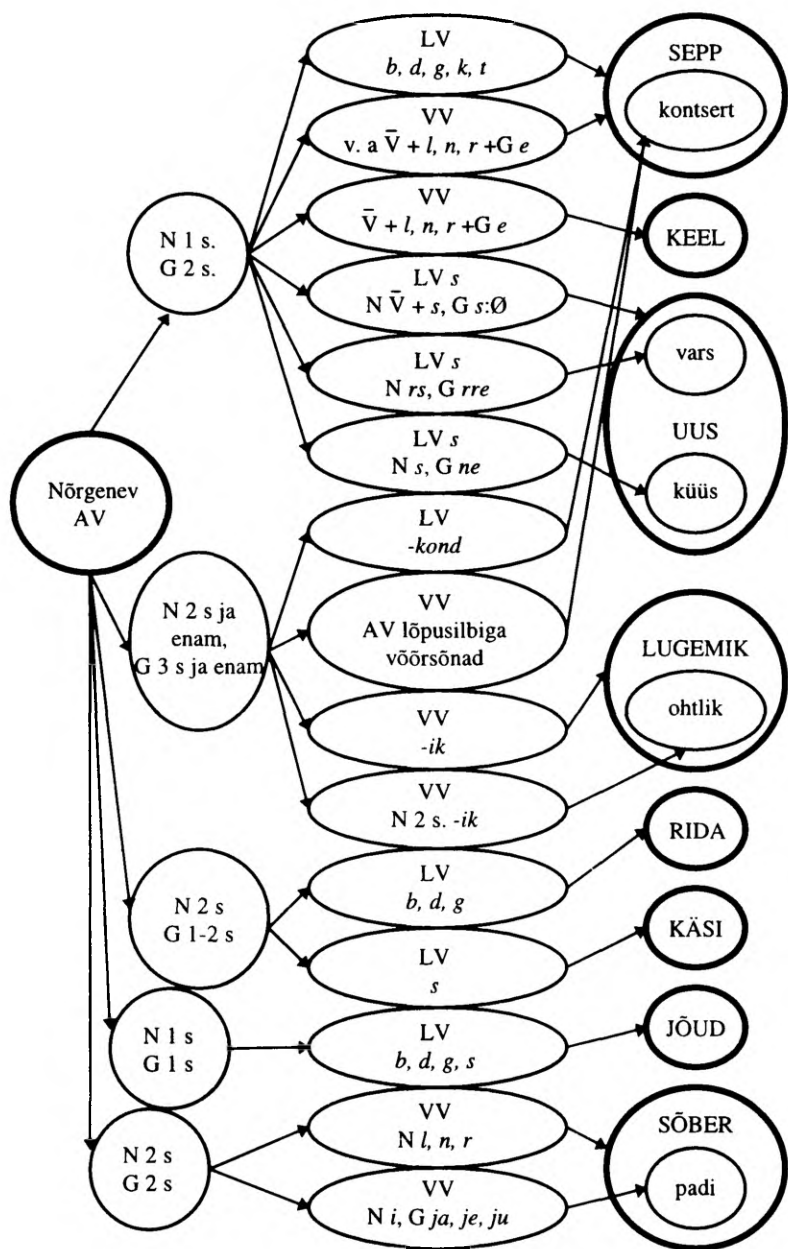 Nõrgenev
AV
N 1 s.
G 2 s.
N 2 s ja
enam,
G 3 s ja enam
N 2 s
G 1-2 s
N 1 s
G 1 s
N 2 s
G 2 s
LV
b, d, g, k, t
VV
v. a V̄ + l, n, r +G e
VV
V̄ + l, n, r +G e
LV s
N V̄ + s, G s:Ø
LV s
N rs, G rre
LV s
N s, G ne
LV
-kond
VV
AV lõpusilbiga
võõrsõnad
VV
-ik
VV
N 2 s. -ik
LV
b, d, g
LV
s
LV
b, d, g, s
VV
N l, n, r
VV
N i, G ja, je, ju
SEPP
kontsert
KEEL
vars
UUS
küüs
LUGEMIK
ohtlik
RIDA
KÄSI
JÕUD
SÕBER
padi